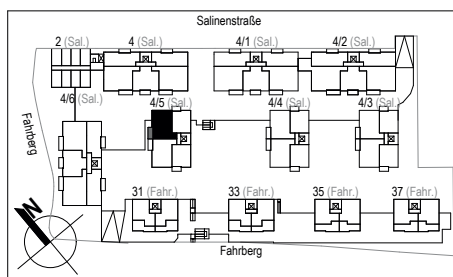 Salinenstraße
2 (Sal.) 4 (Sal.) 4/1 (Sal.) 4/2 (Sal.)
4/6 (Sal.) 4/5 (Sal.) 4/4 (Sal.) 4/3 (Sal.)
Fahrberg
31 (Fahr.) 33 (Fahr.) 35 (Fahr.) 37 (Fahr.)
N
Fahrberg